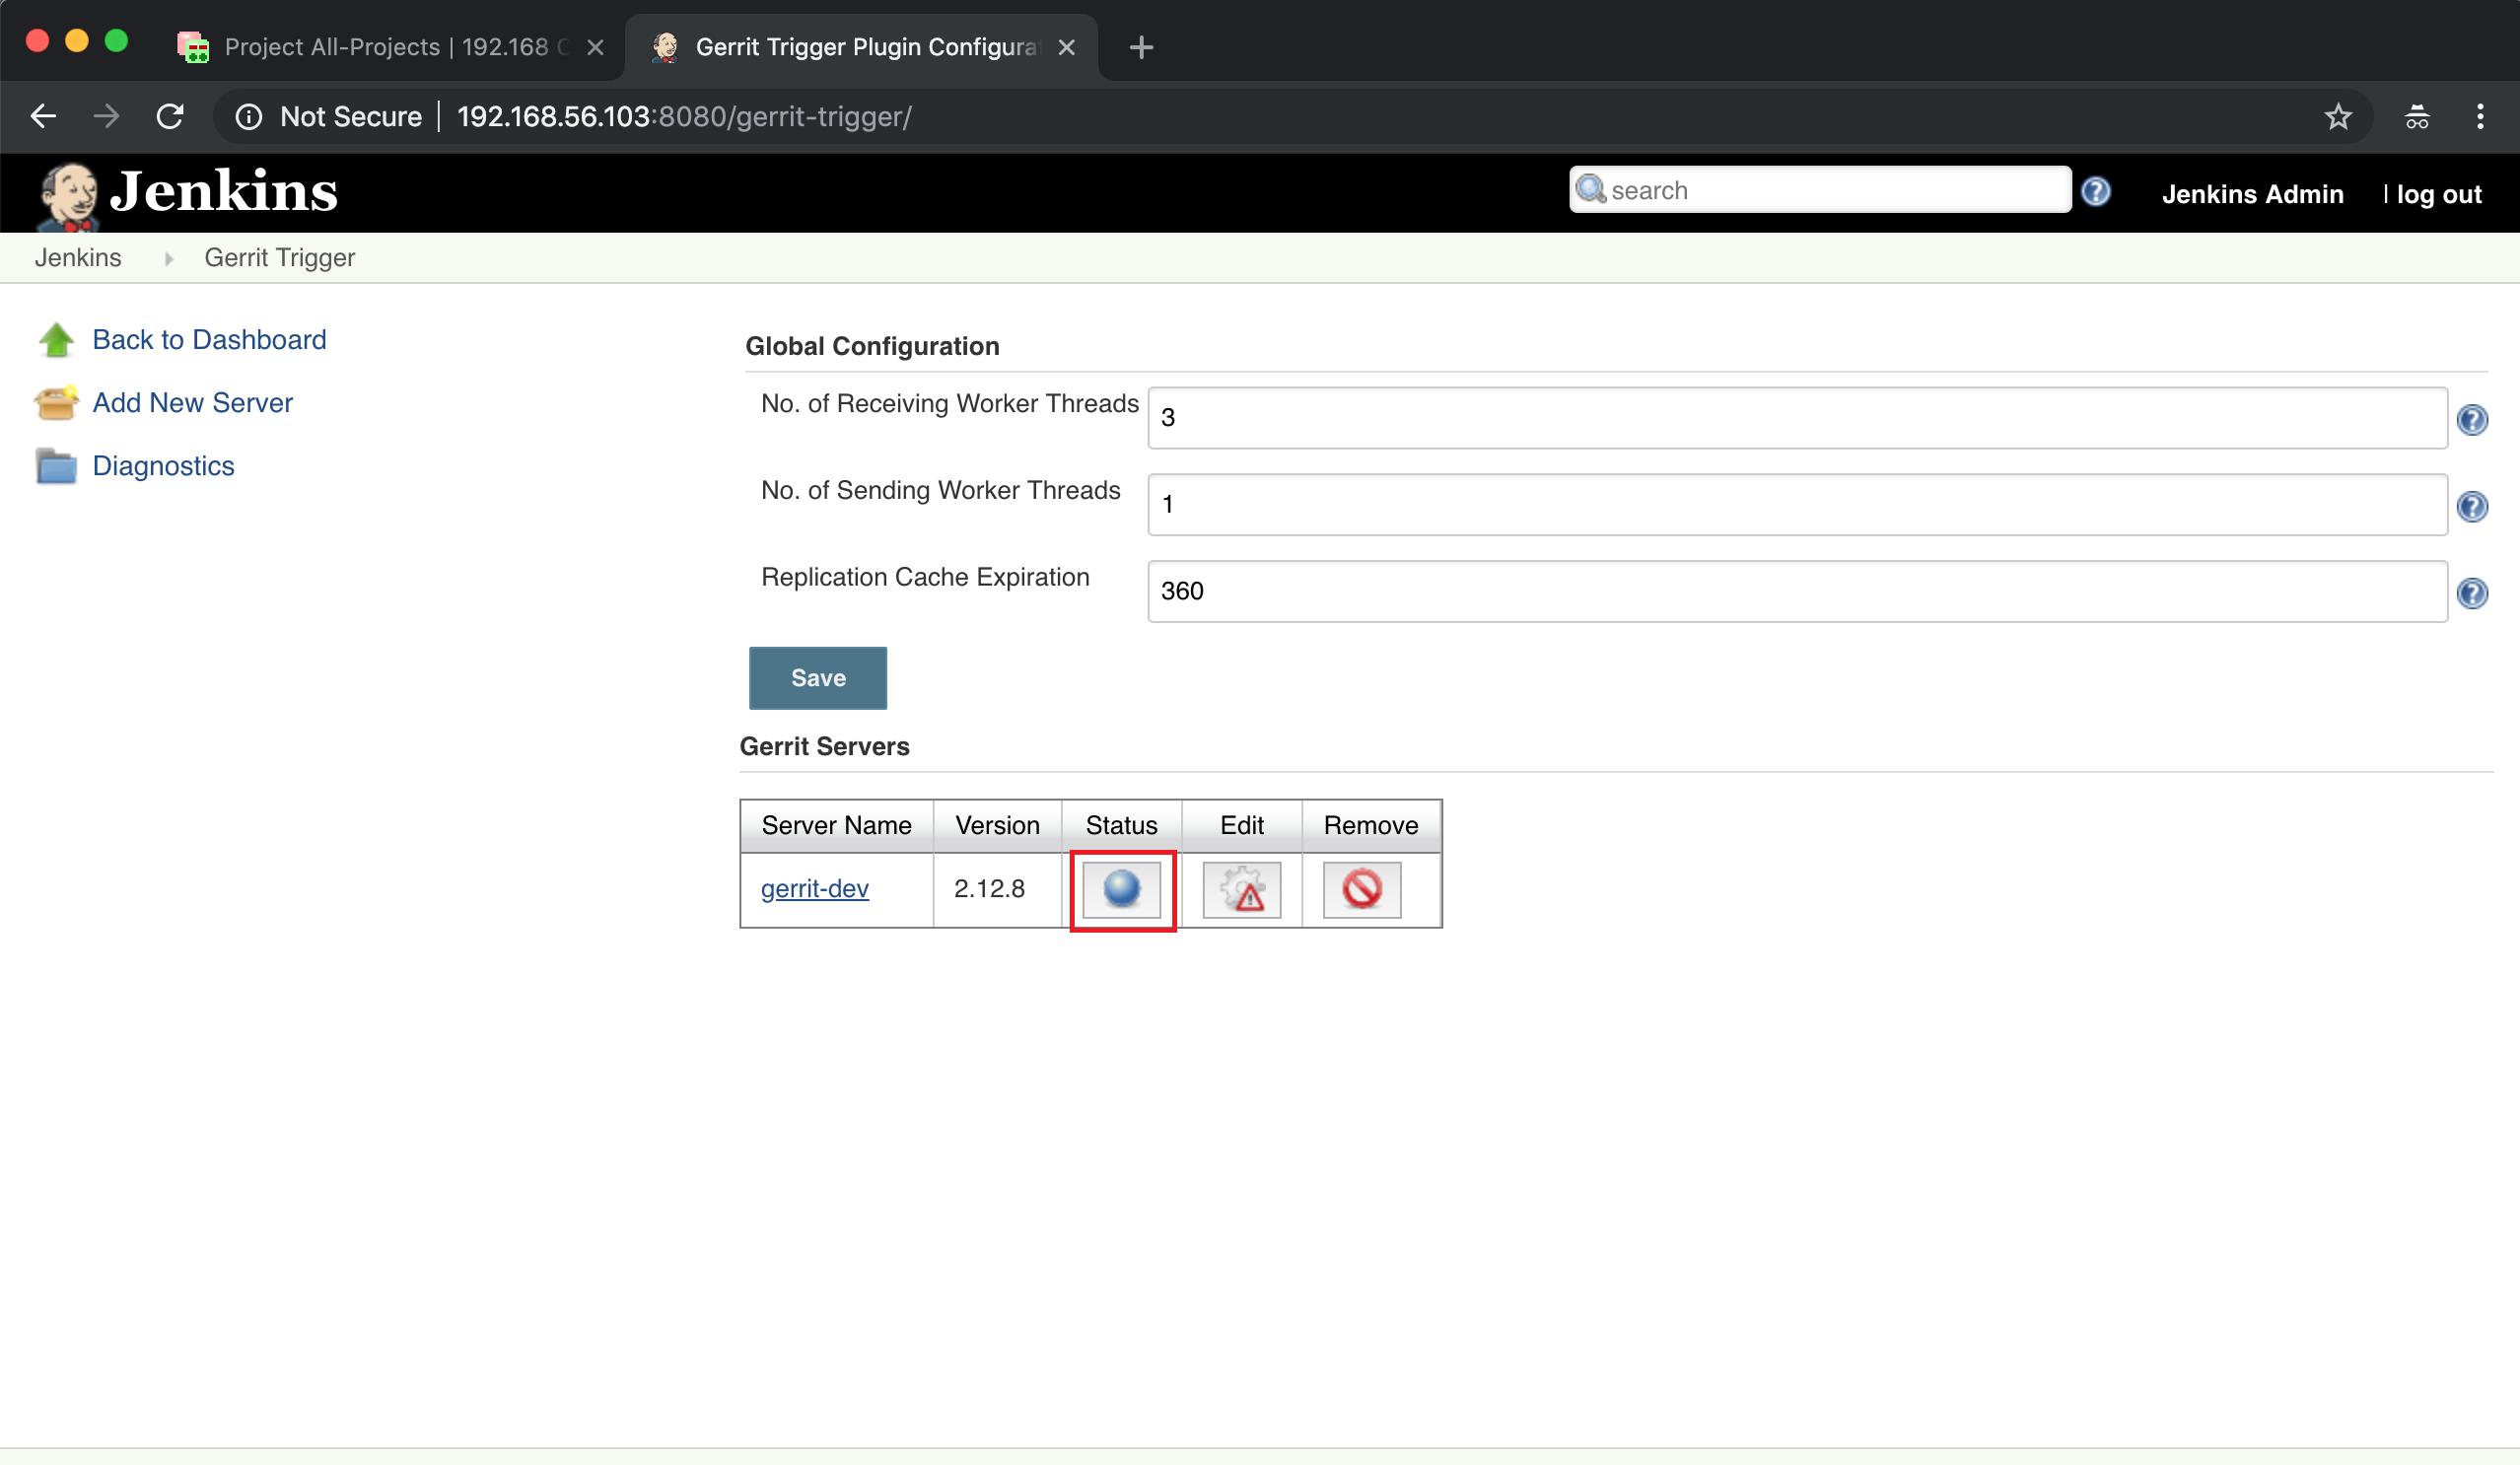 Project All-Projects | 192.168
Gerrit Trigger Plugin Configura
Not Secure
192.168.56.103:8080/gerrit-trigger/
Jenkins
search
Jenkins Admin
| log out
Jenkins
Gerrit Trigger
Back to Dashboard
Add New Server
Diagnostics
Global Configuration
No. of Receiving Worker Threads
3
No. of Sending Worker Threads
1
Replication Cache Expiration
360
Save
Gerrit Servers
Server Name Version Status Edit Remove
gerrit-dev 2.12.8